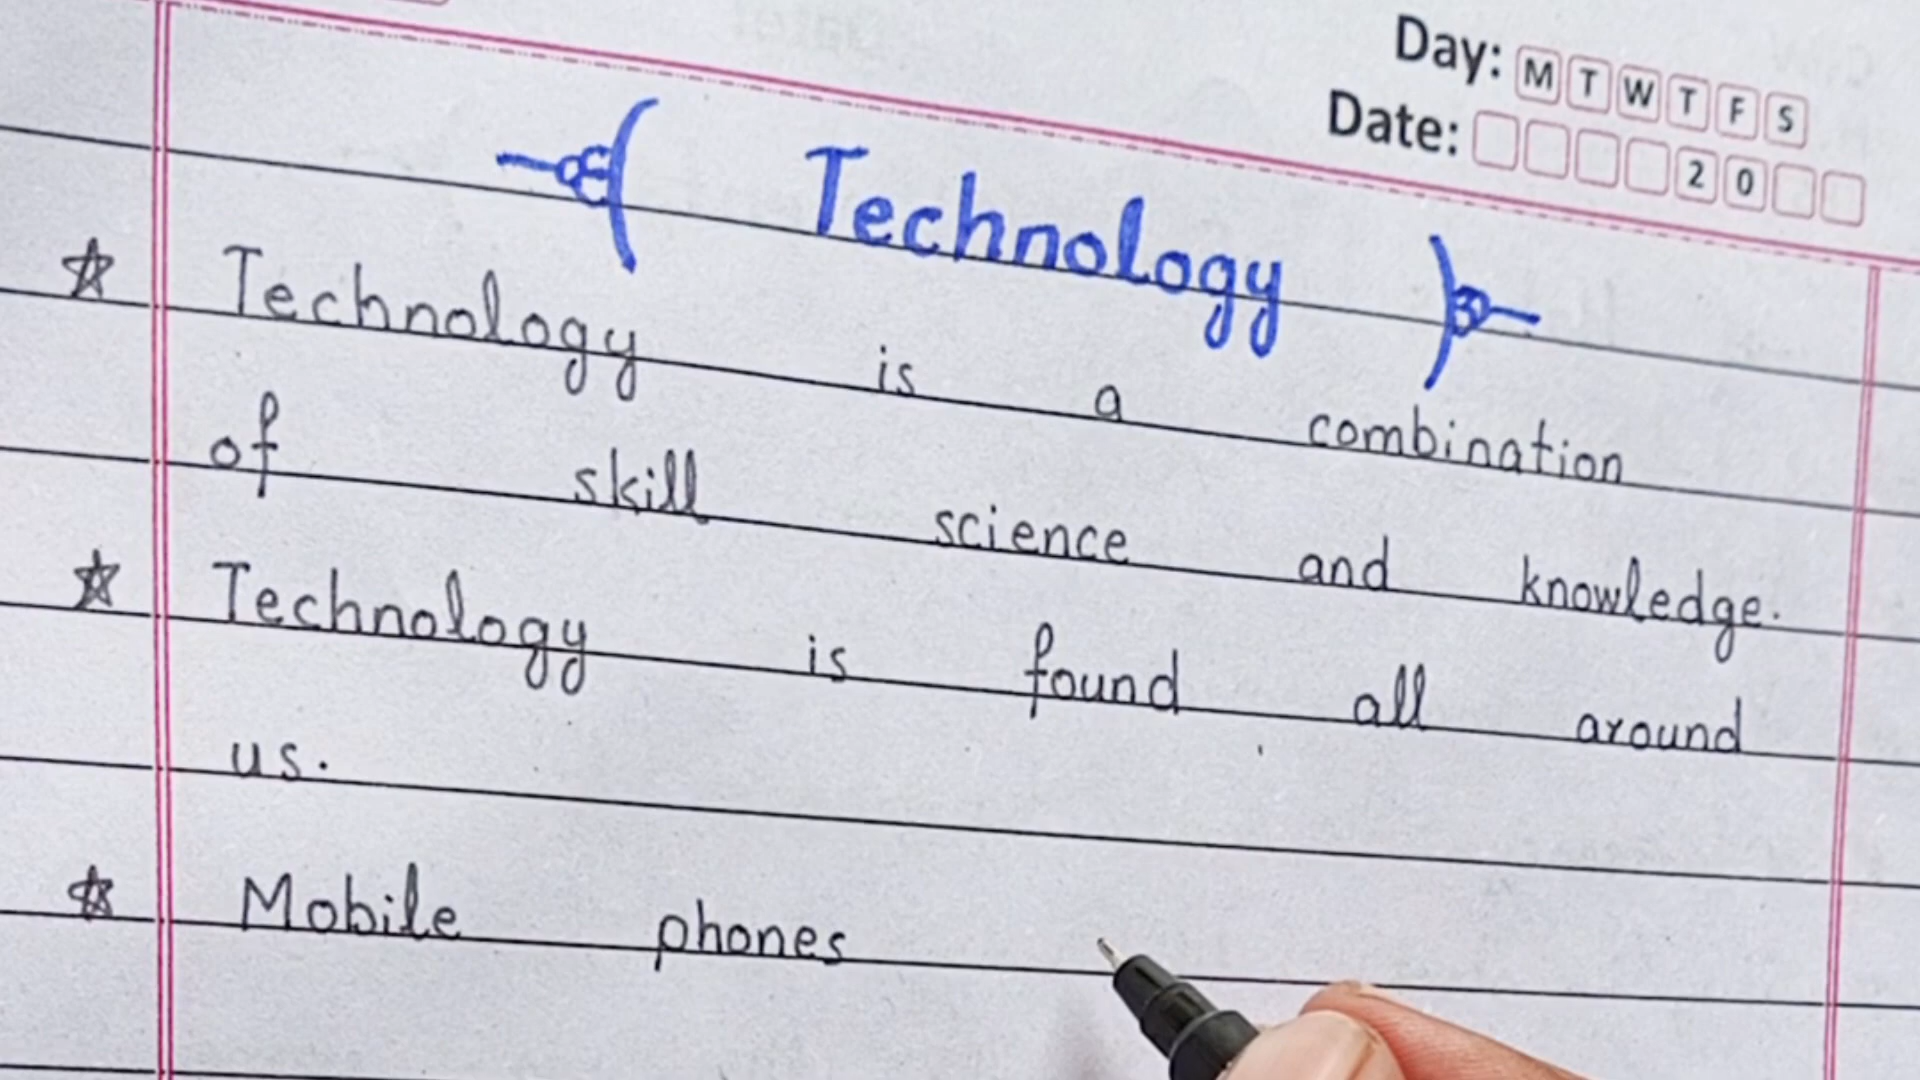 Day: M T W T F S
Date: 2 0
Technology
Technology is a combination
of skill science and knowledge.
Technology is found all around
us.
Mobile phones